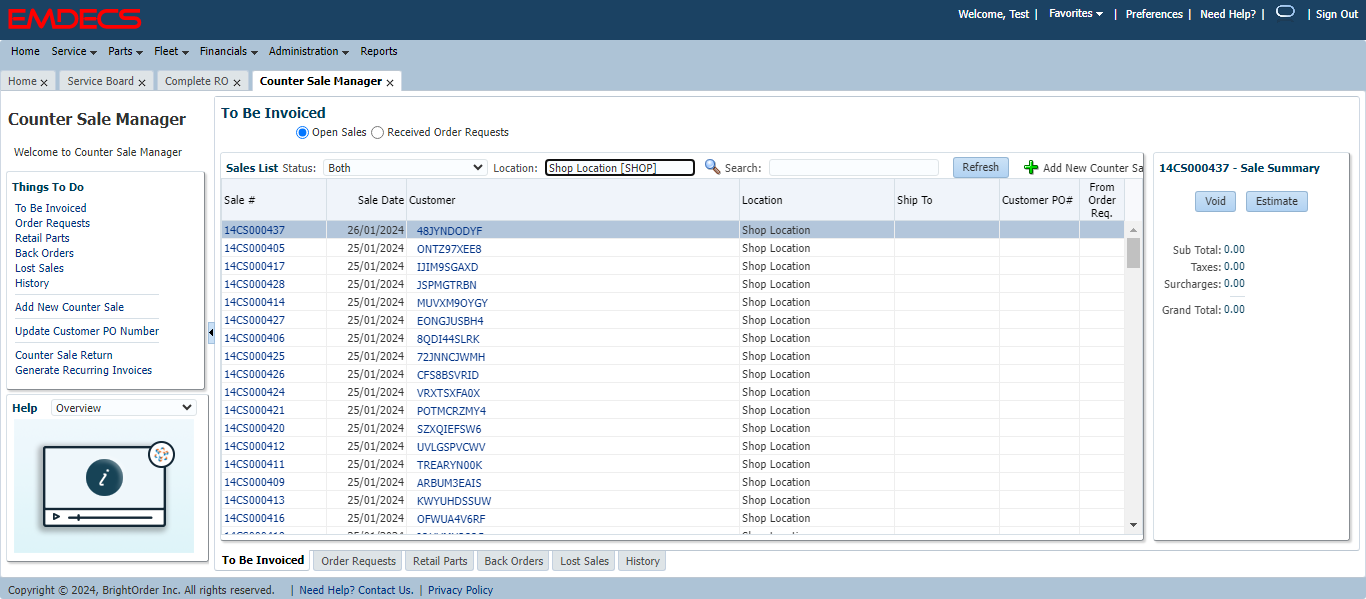 EMDECS
Welcome, Test | Favorites | Preferences | Need Help? | | Sign Out
Home Service Parts Fleet Financials Administration Reports
Home x Service Board x Complete RO x Counter Sale Manager x
Counter Sale Manager
Welcome to Counter Sale Manager
Things To Do
To Be Invoiced
Order Requests
Retail Parts
Back Orders
Lost Sales
History
Add New Counter Sale
Update Customer PO Number
Counter Sale Return
Generate Recurring Invoices
Help Overview
i
To Be Invoiced
Open Sales Received Order Requests
Sales List Status: Both Location: Shop Location [SHOP] Search: Refresh Add New Counter Sa
Sale # Sale Date Customer Location Ship To Customer PO# From Order Req.
14CS000437 26/01/2024 48JYNDODYF Shop Location
14CS000405 25/01/2024 ONTZ97XEE8 Shop Location
14CS000417 25/01/2024 IJIM9SGAXD Shop Location
14CS000428 25/01/2024 JSPMGTRBN Shop Location
14CS000414 25/01/2024 MUVXM9OYGY Shop Location
14CS000427 25/01/2024 EONGJUSBH4 Shop Location
14CS000406 25/01/2024 8QDI44SLRK Shop Location
14CS000425 25/01/2024 72JNNCJWMH Shop Location
14CS000426 25/01/2024 CFS8BSVRID Shop Location
14CS000424 25/01/2024 VRXTSXFA0X Shop Location
14CS000421 25/01/2024 POTMCRZMY4 Shop Location
14CS000420 25/01/2024 SZXQIEFSW6 Shop Location
14CS000412 25/01/2024 UVLGSPVCWV Shop Location
14CS000411 25/01/2024 TREARYN00K Shop Location
14CS000409 25/01/2024 ARBUM3EAIS Shop Location
14CS000413 25/01/2024 KWYUHDSSUW Shop Location
14CS000416 25/01/2024 OFWUA4V6RF Shop Location
14CS000437 - Sale Summary
Void Estimate
Sub Total: 0.00
Taxes: 0.00
Surcharges: 0.00
Grand Total: 0.00
To Be Invoiced Order Requests Retail Parts Back Orders Lost Sales History
Copyright © 2024, BrightOrder Inc. All rights reserved. | Need Help? Contact Us. | Privacy Policy